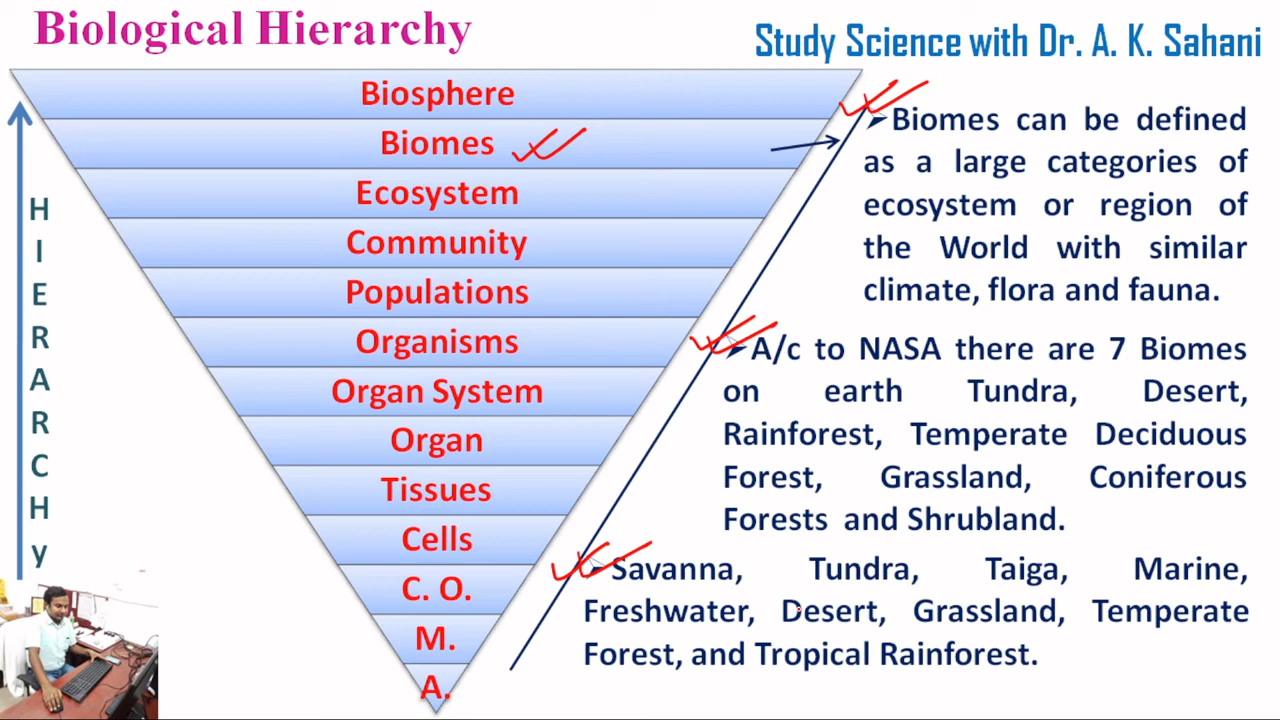 Biological Hierarchy
Study Science with Dr. A. K. Sahani
Biosphere
Biomes
Ecosystem
Community
Populations
Organisms
Organ System
Organ
Tissues
Cells
C. O.
M.
A.
H
I
E
R
A
R
C
H
y
Biomes can be defined
as a large categories of
ecosystem or region of
the World with similar
climate, flora and fauna.
A/c to NASA there are 7 Biomes
on earth Tundra, Desert,
Rainforest, Temperate Deciduous
Forest, Grassland, Coniferous
Forests and Shrubland.
Savanna, Tundra, Taiga, Marine,
Freshwater, Desert, Grassland, Temperate
Forest, and Tropical Rainforest.